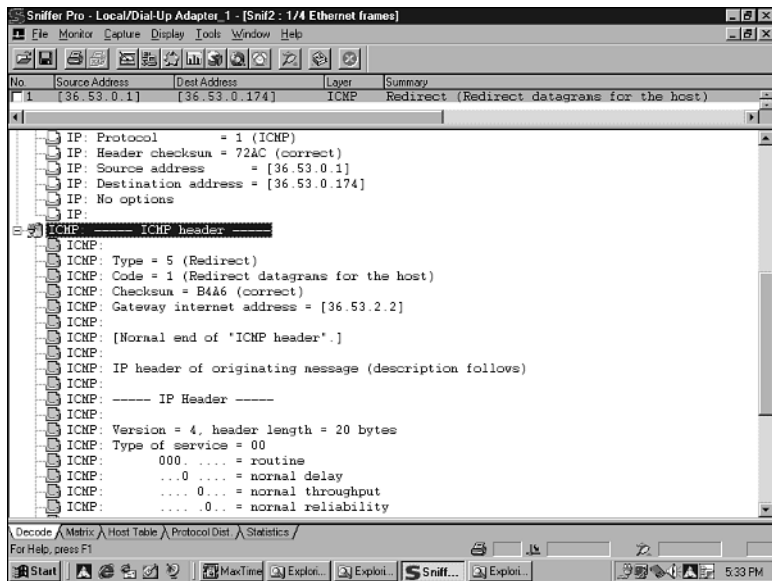 Sniffer Pro - Local/Dial-Up Adapter_1 - [Snif2 : 1/4 Ethernet frames]
File Monitor Capture Display Tools Window Help
No. Source Address Dest Address Layer Summary
1 [36.53.0.1] [36.53.0.174] ICMP Redirect (Redirect datagrams for the host)
IP: Protocol = 1 (ICMP)
IP: Header checksum = 72AC (correct)
IP: Source address = [36.53.0.1]
IP: Destination address = [36.53.0.174]
IP: No options
IP:
ICMP: ----- ICMP header -----
ICMP:
ICMP: Type = 5 (Redirect)
ICMP: Code = 1 (Redirect datagrams for the host)
ICMP: Checksum = B4A6 (correct)
ICMP: Gateway internet address = [36.53.2.2]
ICMP:
ICMP: [Normal end of "ICMP header".]
ICMP:
ICMP: IP header of originating message (description follows)
ICMP:
ICMP: ----- IP Header -----
ICMP:
ICMP: Version = 4, header length = 20 bytes
ICMP: Type of service = 00
ICMP: 000. .... = routine
ICMP: ...0 .... = normal delay
ICMP: .... 0... = normal throughput
ICMP: .... .0.. = normal reliability
Decode Matrix Host Table Protocol Dist. Statistics
For Help, press F1
Start MaxTime Explori... Explori... Sniff... Explori... 5:33 PM